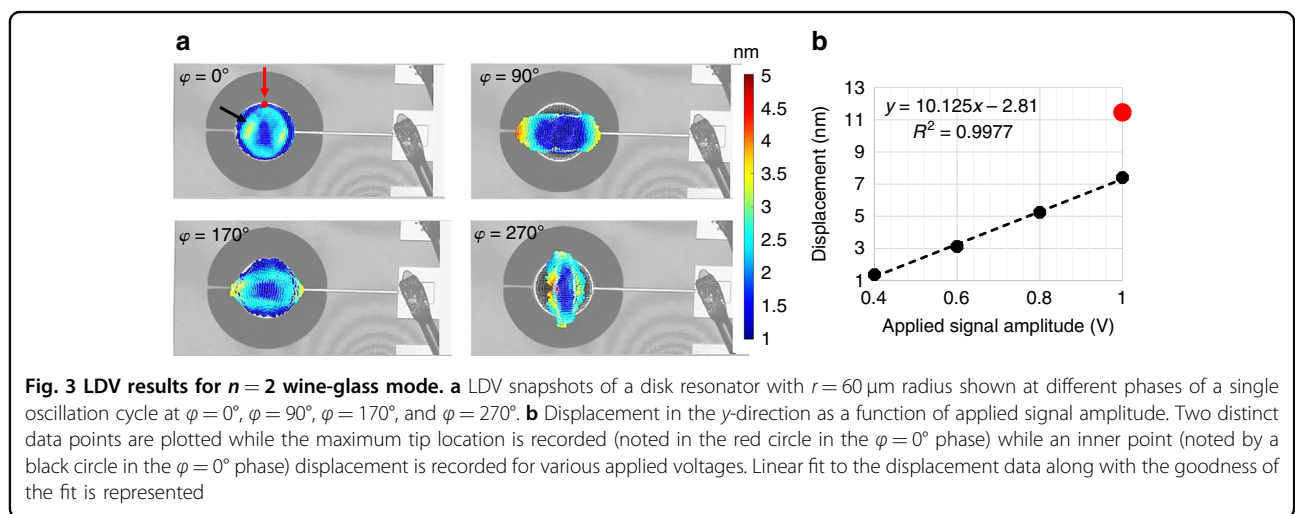 a
φ = 0°
φ = 90°
φ = 170°
φ = 270°
nm
5
4.5
4
3.5
3
2.5
2
1.5
1
b
13
11
9
7
5
3
1
Displacement (nm)
y = 10.125x – 2.81
R² = 0.9977
0.4 0.6 0.8 1
Applied signal amplitude (V)
Fig. 3 LDV results for n = 2 wine-glass mode. a LDV snapshots of a disk resonator with r = 60 μm radius shown at different phases of a single
oscillation cycle at φ = 0°, φ = 90°, φ = 170°, and φ = 270°. b Displacement in the y-direction as a function of applied signal amplitude. Two distinct
data points are plotted while the maximum tip location is recorded (noted in the red circle in the φ = 0° phase) while an inner point (noted by a
black circle in the φ = 0° phase) displacement is recorded for various applied voltages. Linear fit to the displacement data along with the goodness of
the fit is represented